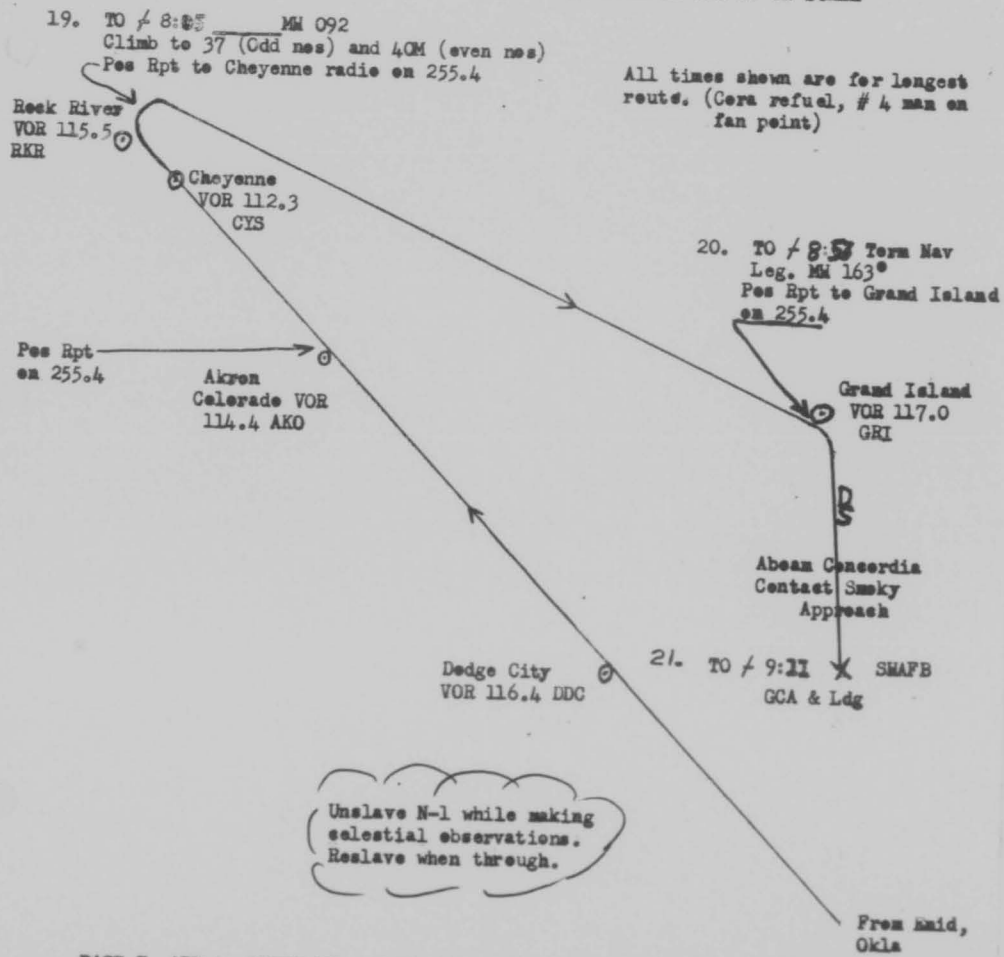 19. TO / 8:05 ______ MH 092
Climb to 37 (Odd nos) and 40M (even nos)
Pos Rpt to Cheyenne radio on 255.4
All times shown are for longest
route. (Cora refuel, # 4 man on
fan point)
Rock River
VOR 115.5
RKR
Cheyenne
VOR 112.3
CYS
20. TO / 8:53 Term Nav
Leg. MH 163°
Pos Rpt to Grand Island
on 255.4
Pos Rpt
on 255.4
Akron
Colorado VOR
114.4 AKO
Grand Island
VOR 117.0
GRI
Abeam Concordia
Contact Smoky
Approach
Dodge City
VOR 116.4 DDC
21. TO / 9:11 X SHAFB
GCA & Ldg
Unslave N-1 while making
celestial observations.
Reslave when through.
From Enid,
Okla